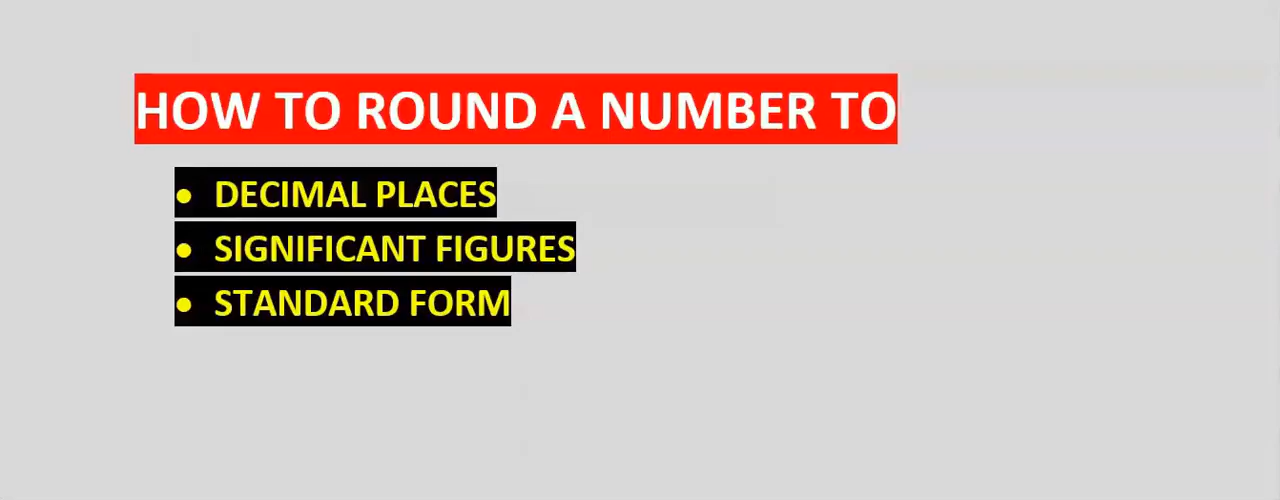 HOW TO ROUND A NUMBER TO
• DECIMAL PLACES
• SIGNIFICANT FIGURES
• STANDARD FORM